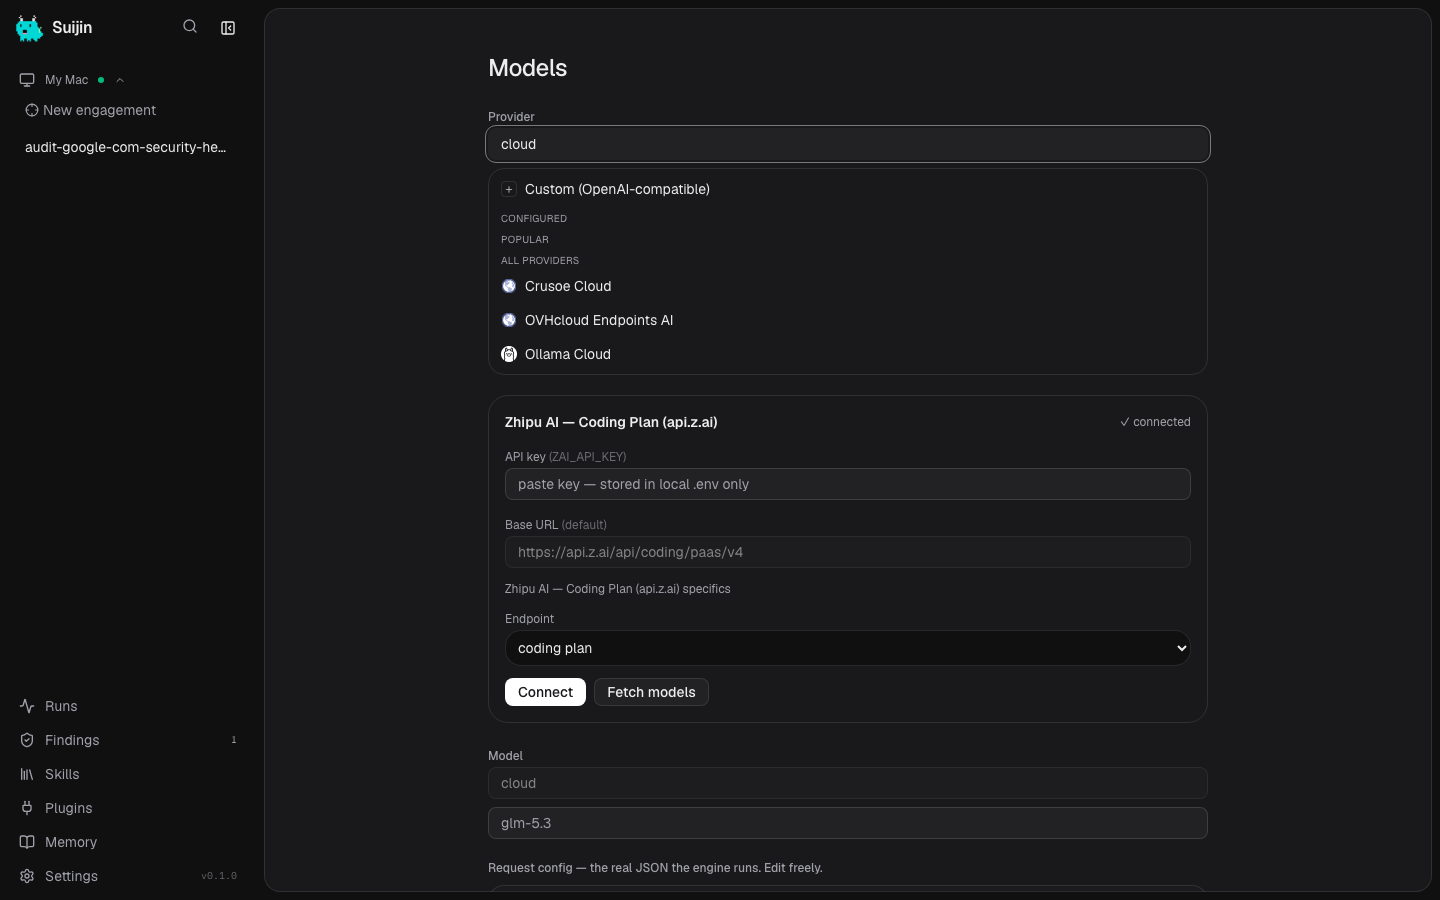 Suijin
My Mac
New engagement
audit-google-com-security-he...
Runs
Findings 1
Skills
Plugins
Memory
Settings v0.1.0
Models
Provider
cloud
Custom (OpenAI-compatible)
CONFIGURED
POPULAR
ALL PROVIDERS
Crusoe Cloud
OVHcloud Endpoints AI
Ollama Cloud
Zhipu AI — Coding Plan (api.z.ai) ✓ connected
API key (ZAI_API_KEY)
paste key — stored in local .env only
Base URL (default)
https://api.z.ai/api/coding/paas/v4
Zhipu AI — Coding Plan (api.z.ai) specifics
Endpoint
coding plan
Connect Fetch models
Model
cloud
glm-5.3
Request config — the real JSON the engine runs. Edit freely.